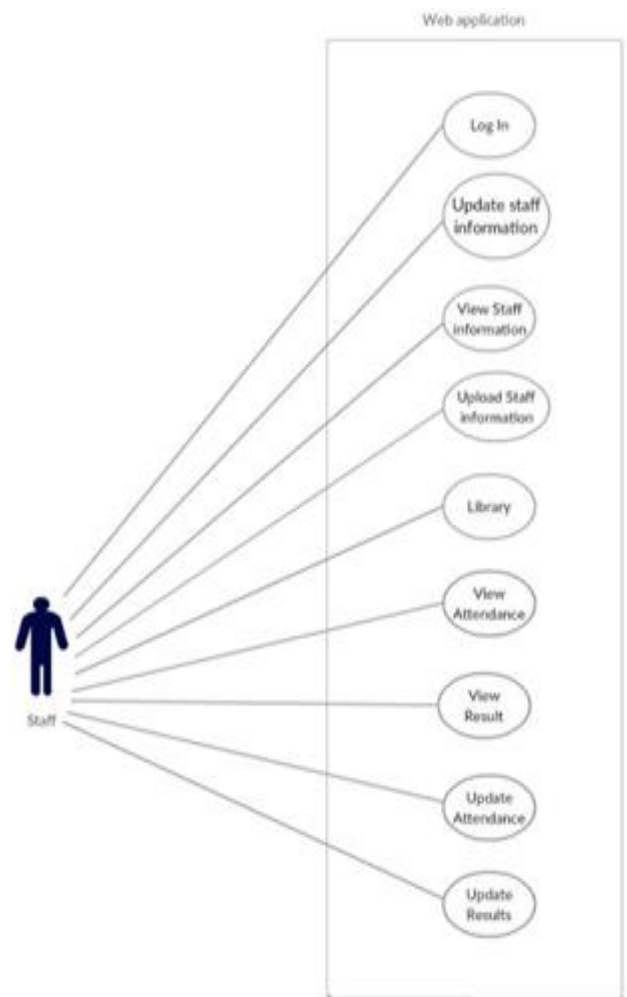 Web application
Log In
Update staff
information
View Staff
information
Upload Staff
information
Library
View
Attendance
View
Result
Staff
Update
Attendance
Update
Results